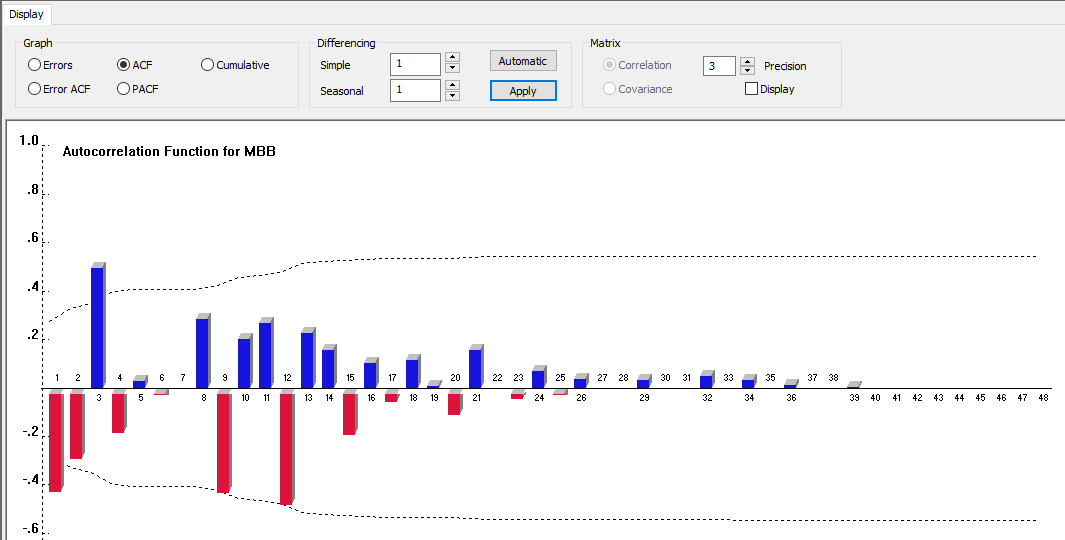 Display
Graph
Errors
ACF
Cumulative
Error ACF
PACF
Differencing
Simple 1 Automatic
Seasonal 1 Apply
Matrix
Correlation 3 Precision
Covariance Display
Autocorrelation Function for MBB
1.0
.8
.6
.4
.2
1 2 4 6 7 9 12 15 17 20 22 23 25 27 28 30 31 33 35 37 38
3 5 8 10 11 13 14 16 18 19 21 24 26 29 32 34 36 39 40 41 42 43 44 45 46 47 48
-.2
-.4
-.6